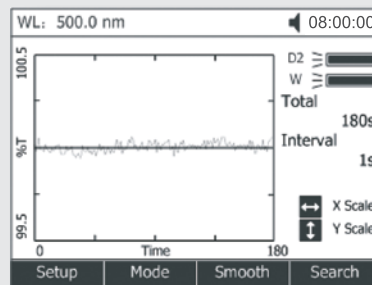 WL: 500.0 nm 08:00:00
100.5
%T
99.5
0 Time 180
D2
W
Total
180s
Interval
1s
X Scale
Y Scale
Setup Mode Smooth Search